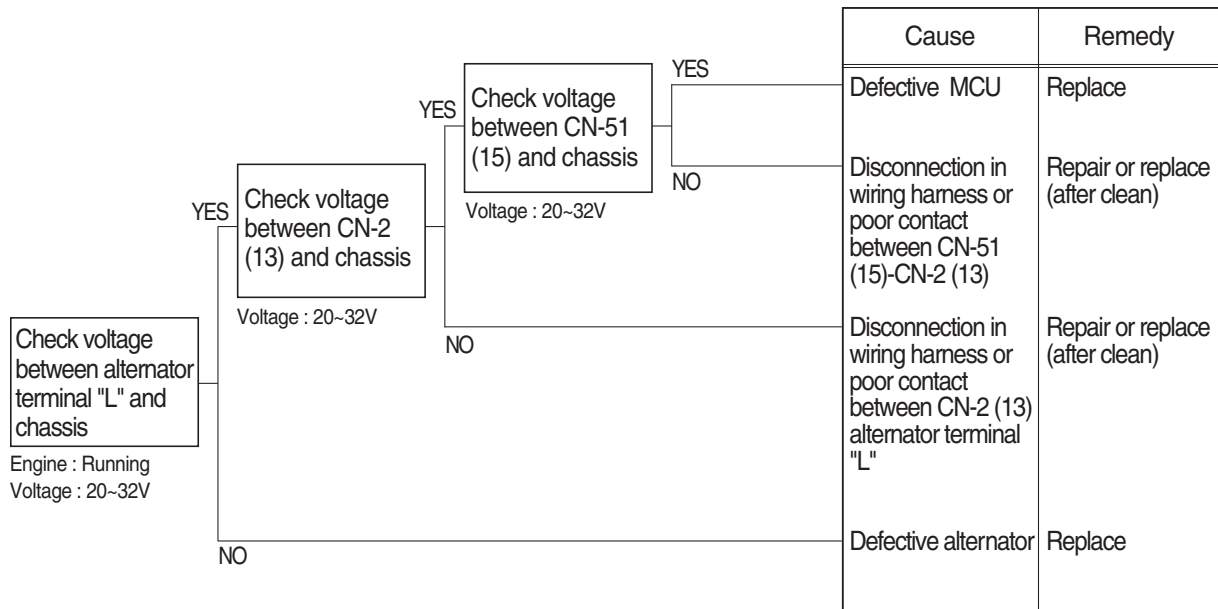 Cause
Remedy
YES
Defective MCU
Replace
YES
Check voltage
between CN-51
(15) and chassis
Voltage : 20~32V
NO
Disconnection in
wiring harness or
poor contact
between CN-51
(15)-CN-2 (13)
Repair or replace
(after clean)
YES
Check voltage
between CN-2
(13) and chassis
Voltage : 20~32V
NO
Disconnection in
wiring harness or
poor contact
between CN-2 (13)
alternator terminal
"L"
Repair or replace
(after clean)
Check voltage
between alternator
terminal "L" and
chassis
Engine : Running
Voltage : 20~32V
NO
Defective alternator
Replace